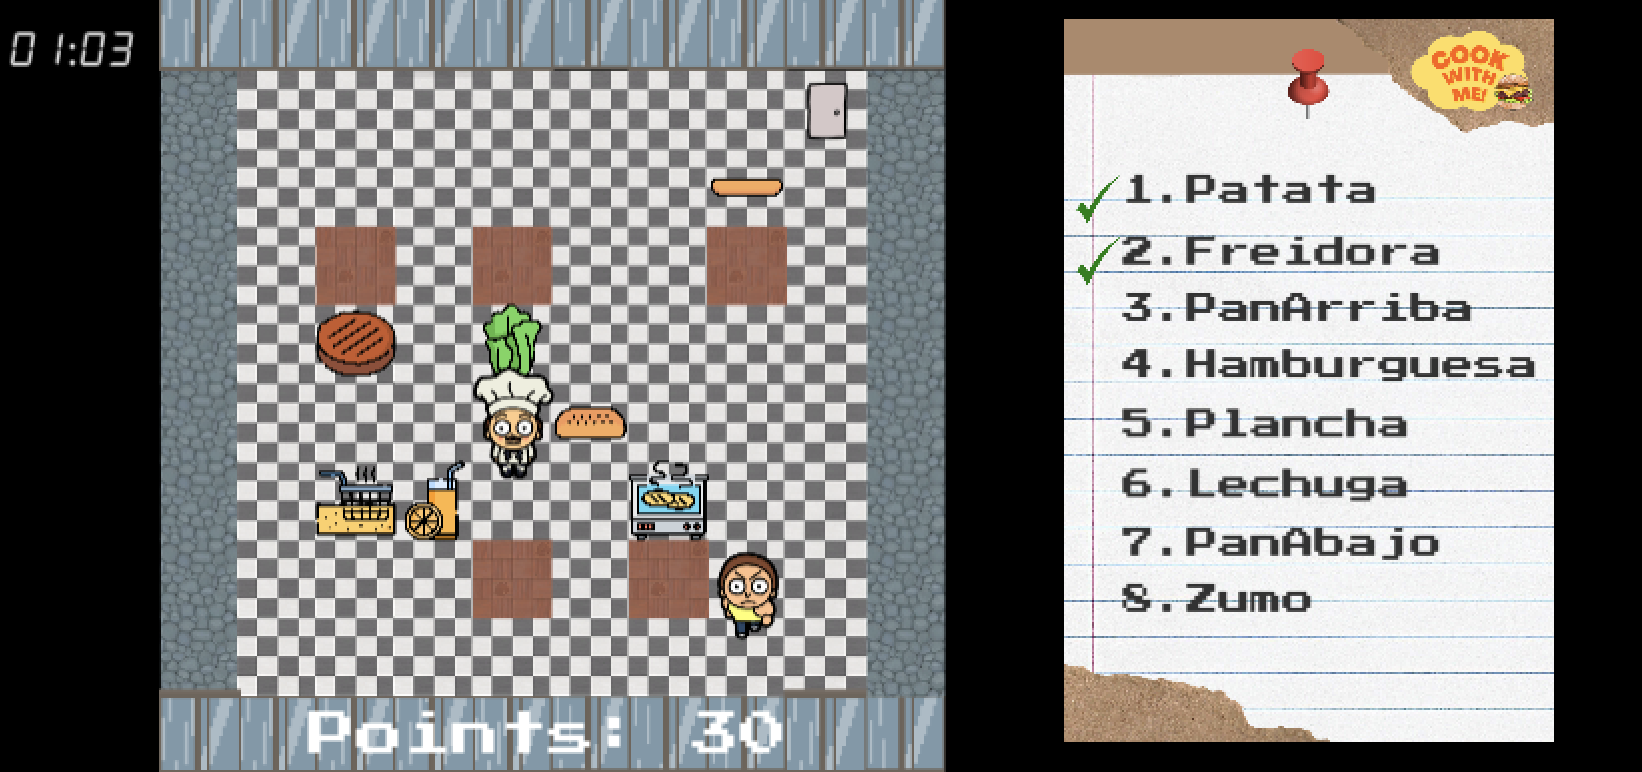 01:03
COOK
WITH
ME!
1.Patata
2.Freidora
3.PanArriba
4.Hamburguesa
5.Plancha
6.Lechuga
7.PanAbajo
8.Zumo
Points: 30